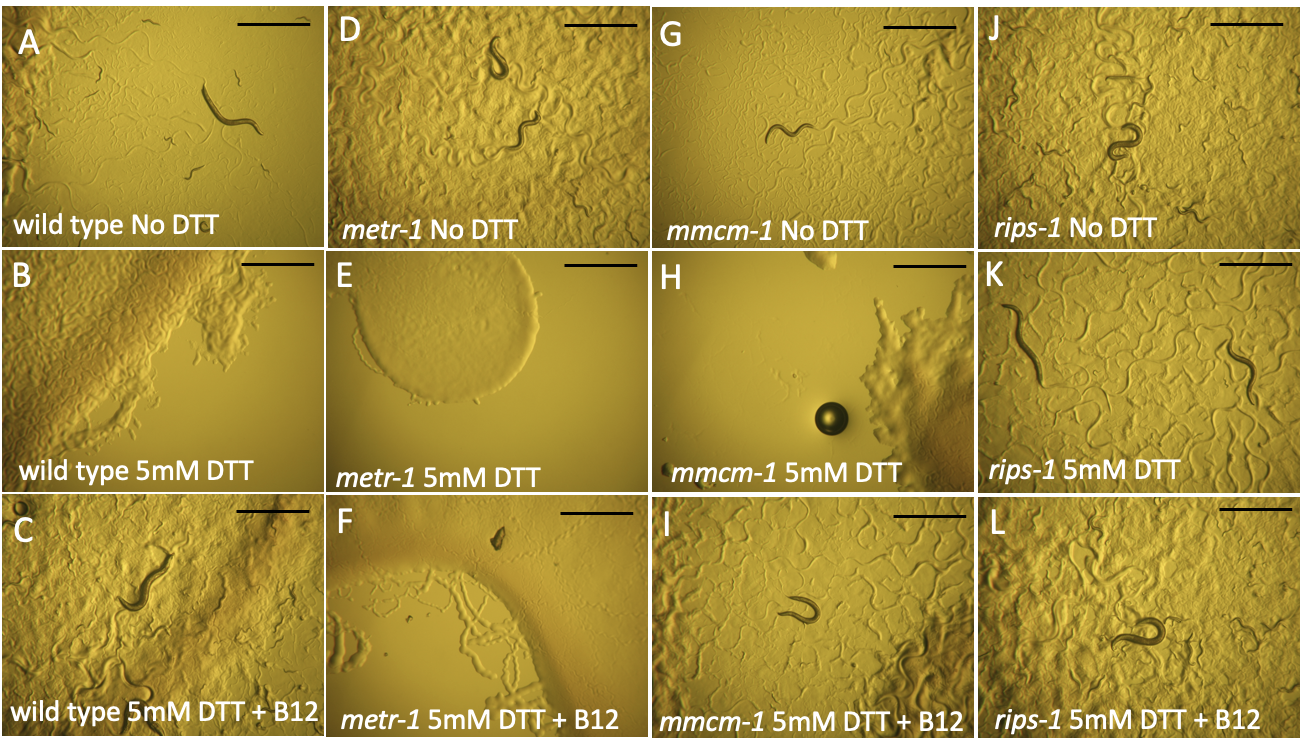 A
wild type No DTT
D
metr-1 No DTT
G
mmcm-1 No DTT
J
rips-1 No DTT
B
wild type 5mM DTT
E
metr-1 5mM DTT
H
mmcm-1 5mM DTT
K
rips-1 5mM DTT
C
wild type 5mM DTT + B12
F
metr-1 5mM DTT + B12
I
mmcm-1 5mM DTT + B12
L
rips-1 5mM DTT + B12